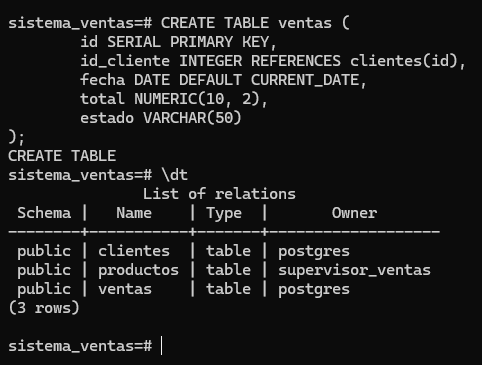 sistema_ventas=# CREATE TABLE ventas (
        id SERIAL PRIMARY KEY,
        id_cliente INTEGER REFERENCES clientes(id),
        fecha DATE DEFAULT CURRENT_DATE,
        total NUMERIC(10, 2),
        estado VARCHAR(50)
);
CREATE TABLE
sistema_ventas=# \dt
               List of relations
 Schema |   Name    | Type  |       Owner
--------+-----------+-------+-------------------
 public | clientes  | table | postgres
 public | productos | table | supervisor_ventas
 public | ventas    | table | postgres
(3 rows)

sistema_ventas=#